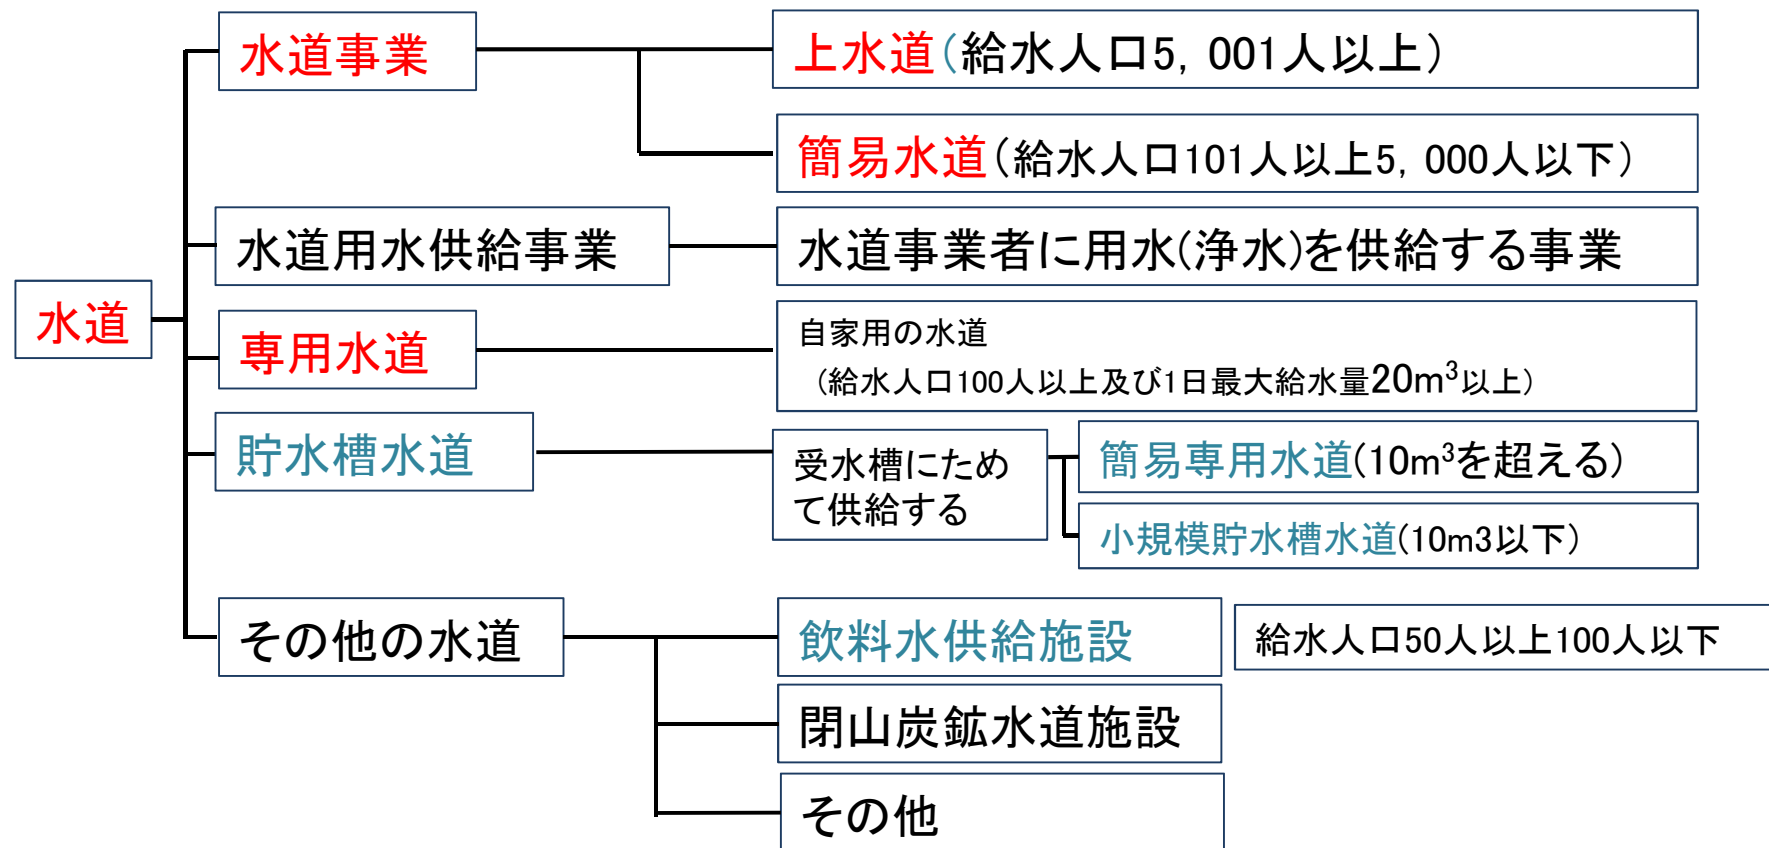 水道
水道事業
上水道(給水人口5，001人以上）
簡易水道（給水人口101人以上5，000人以下）
水道用水供給事業
水道事業者に用水(浄水)を供給する事業
専用水道
自家用の水道
（給水人口100人以上及び1日最大給水量20m³以上）
貯水槽水道
受水槽にため
て供給する
簡易専用水道(10m³を超える）
小規模貯水槽水道(10m3以下）
その他の水道
飲料水供給施設
給水人口50人以上100人以下
閉山炭鉱水道施設
その他